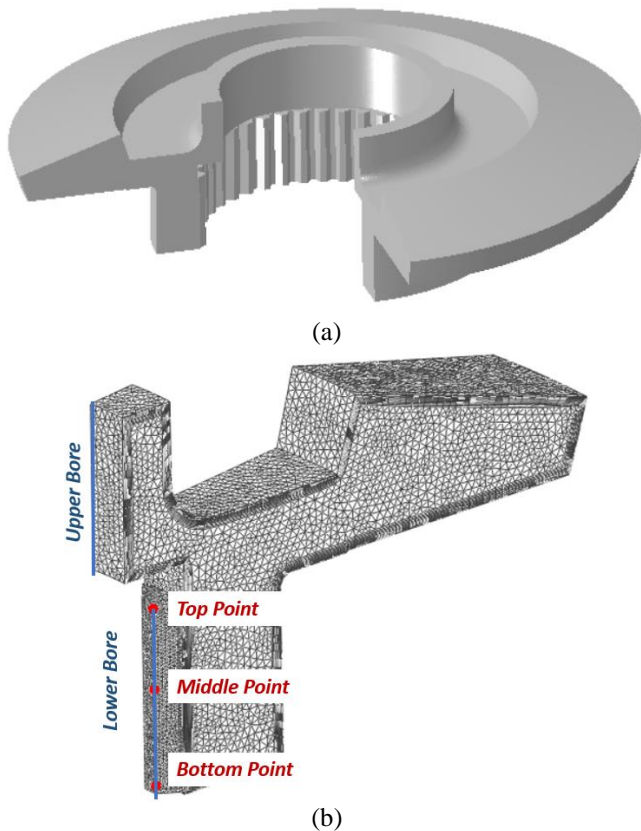 (a)
Upper Bore
Lower Bore
Top Point
Middle Point
Bottom Point
(b)